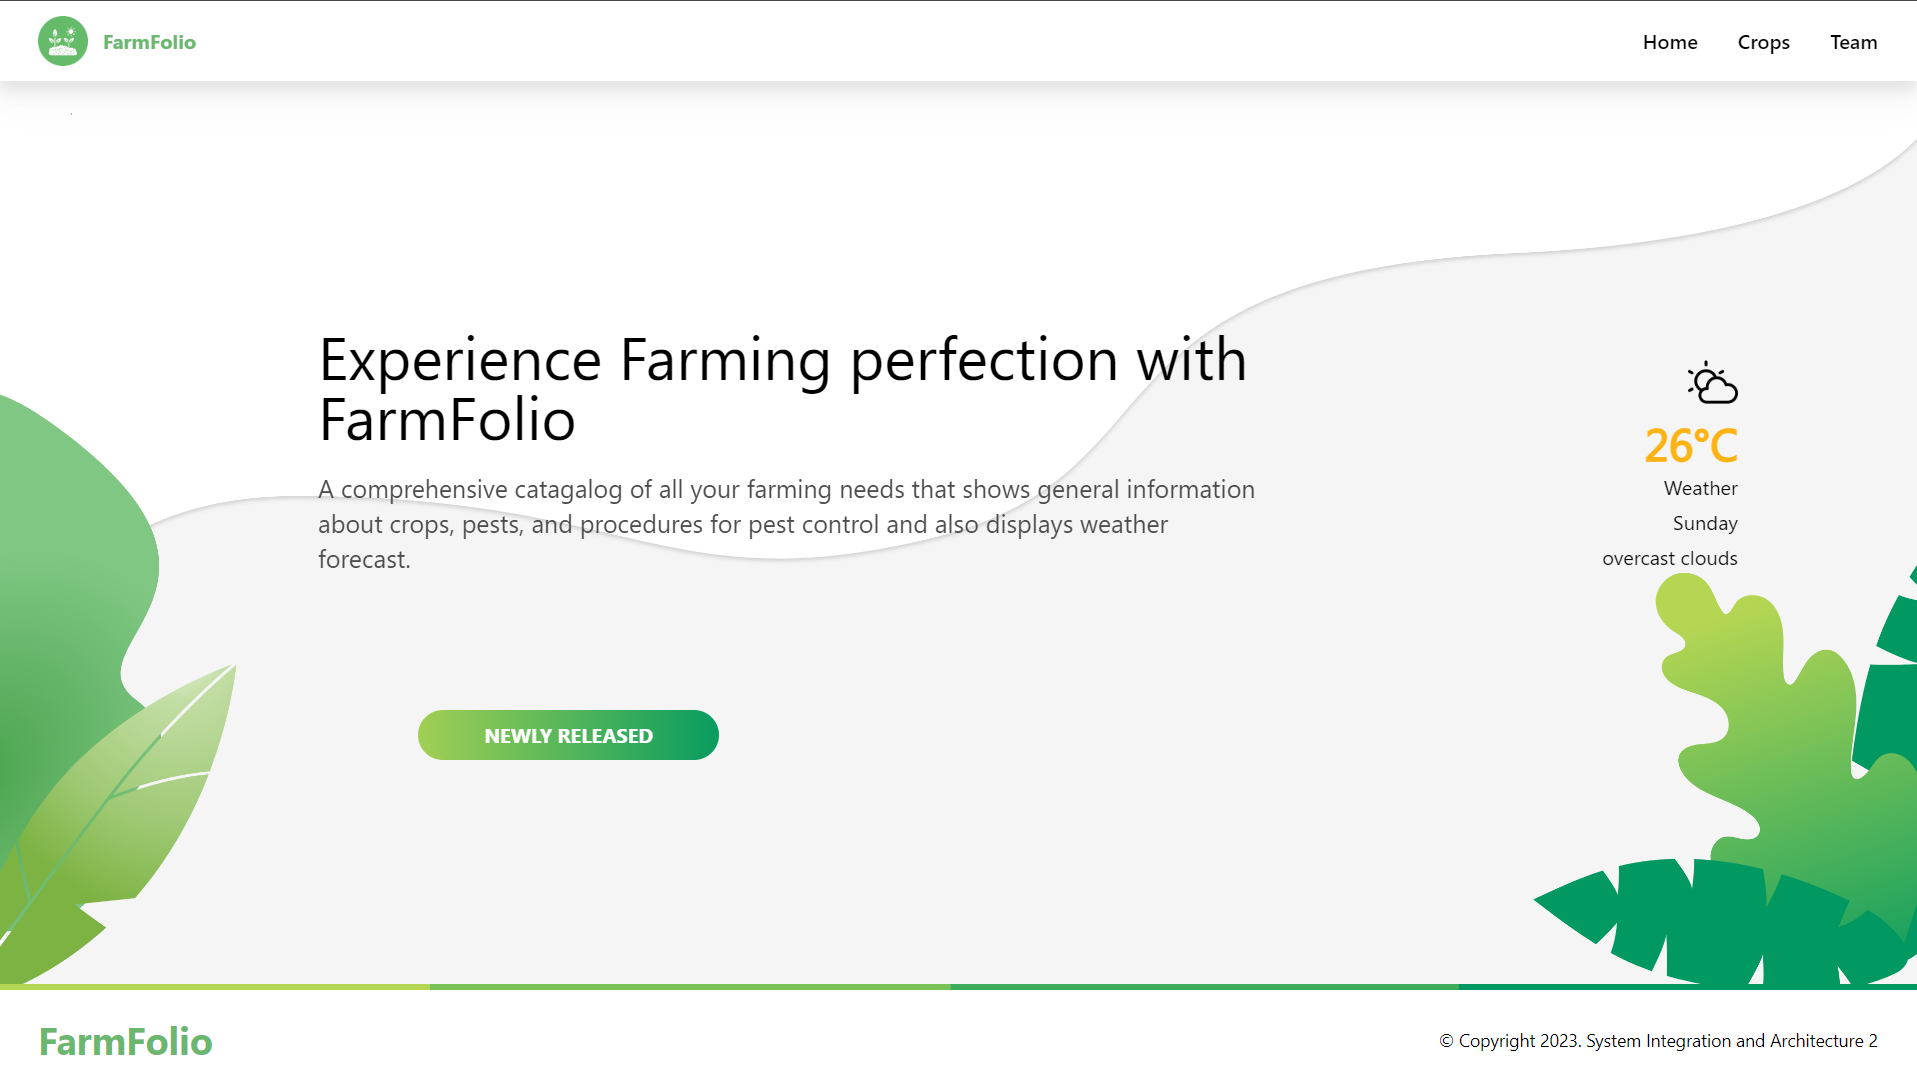 FarmFolio
Home
Crops
Team
Experience Farming perfection with
FarmFolio
A comprehensive catagalog of all your farming needs that shows general information
about crops, pests, and procedures for pest control and also displays weather
forecast.
26°C
Weather
Sunday
overcast clouds
NEWLY RELEASED
FarmFolio
© Copyright 2023. System Integration and Architecture 2